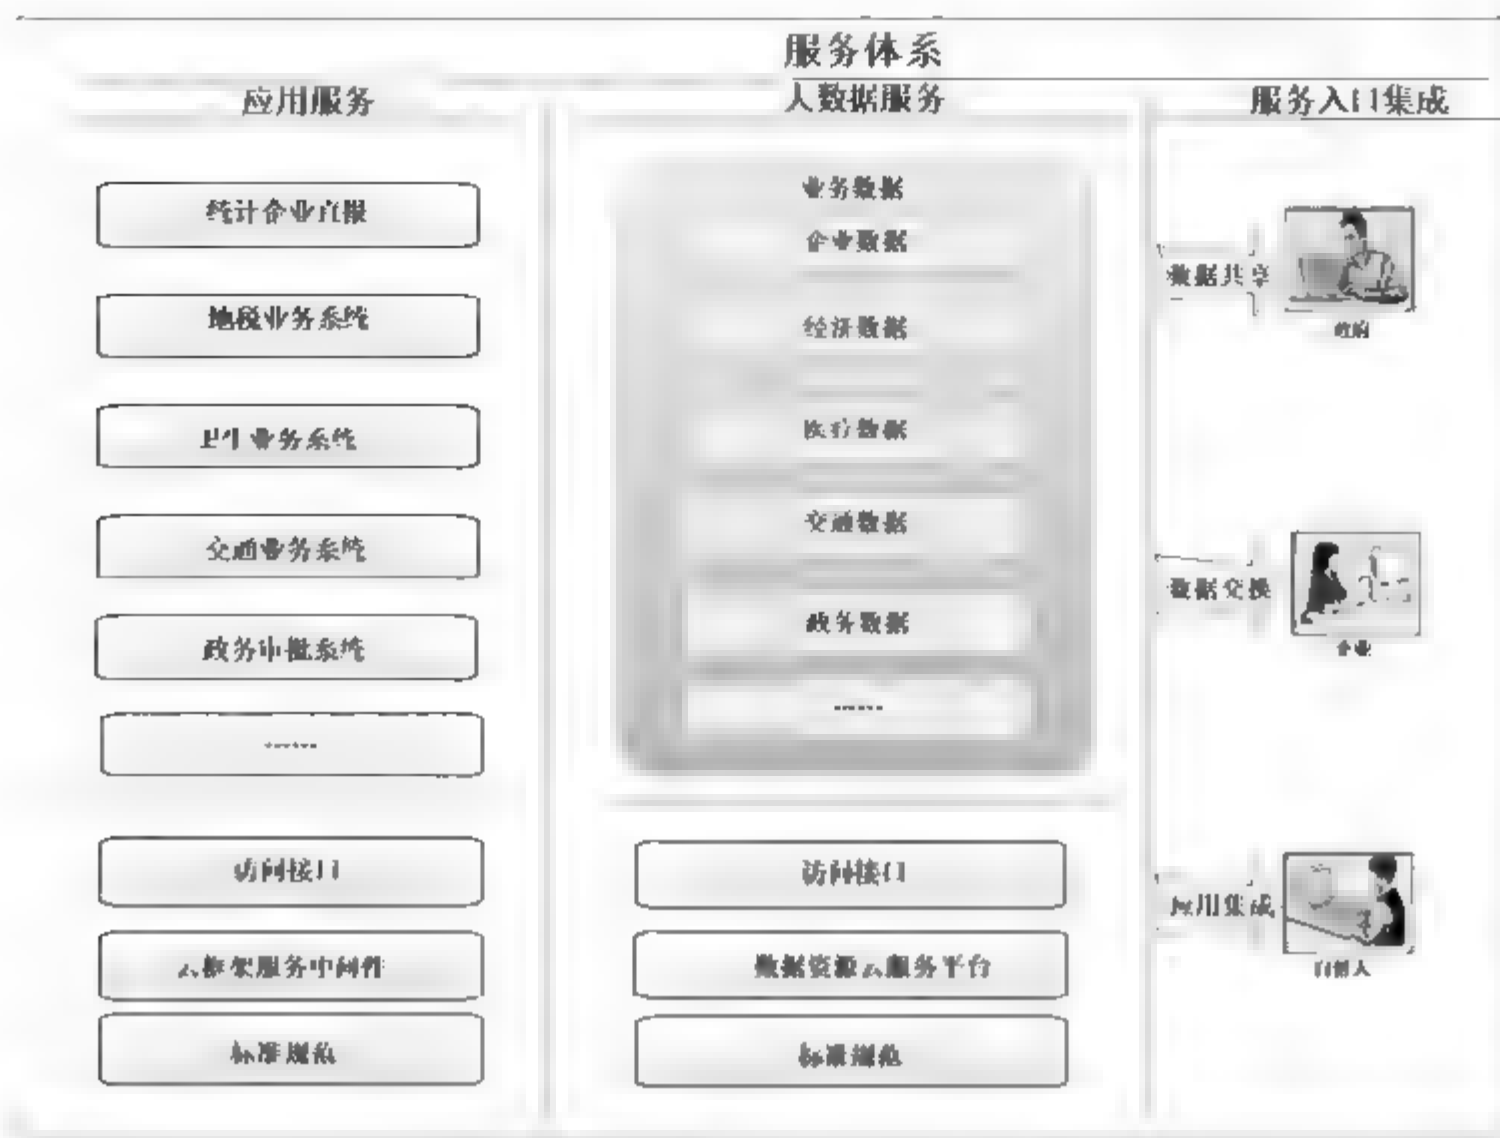 服务体系
应用服务
大数据服务
服务入口集成
统计企业直报
地税业务系统
卫生业务系统
交通业务系统
政务审批系统
......
访问接口
云框架服务中间件
标准规范
业务数据
企业数据
经济数据
医疗数据
交通数据
政务数据
......
访问接口
数据资源云服务平台
标准规范
数据共享
政府
数据交换
企业
应用集成